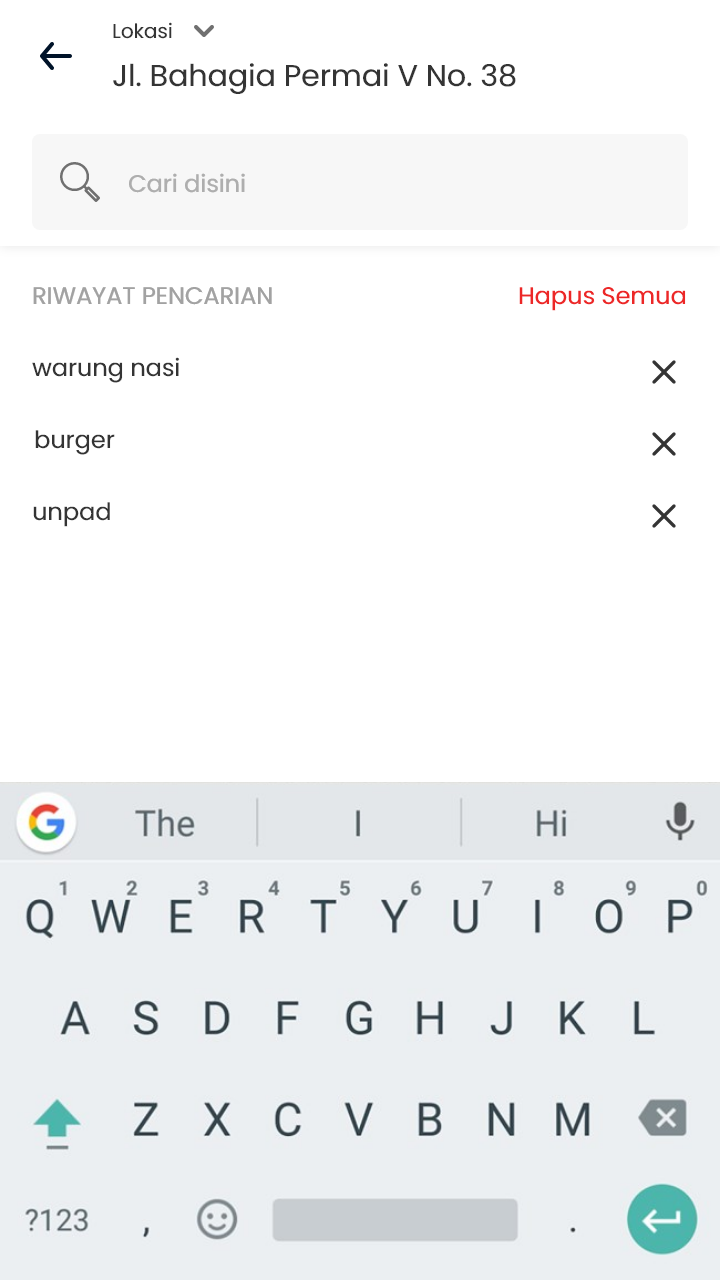 Lokasi
Jl. Bahagia Permai V No. 38
Cari disini
RIWAYAT PENCARIAN Hapus Semua
warung nasi
burger
unpad
The I Hi
1 2 3 4 5 6 7 8 9 0
Q W E R T Y U I O P
A S D F G H J K L
Z X C V B N M
?123 , .